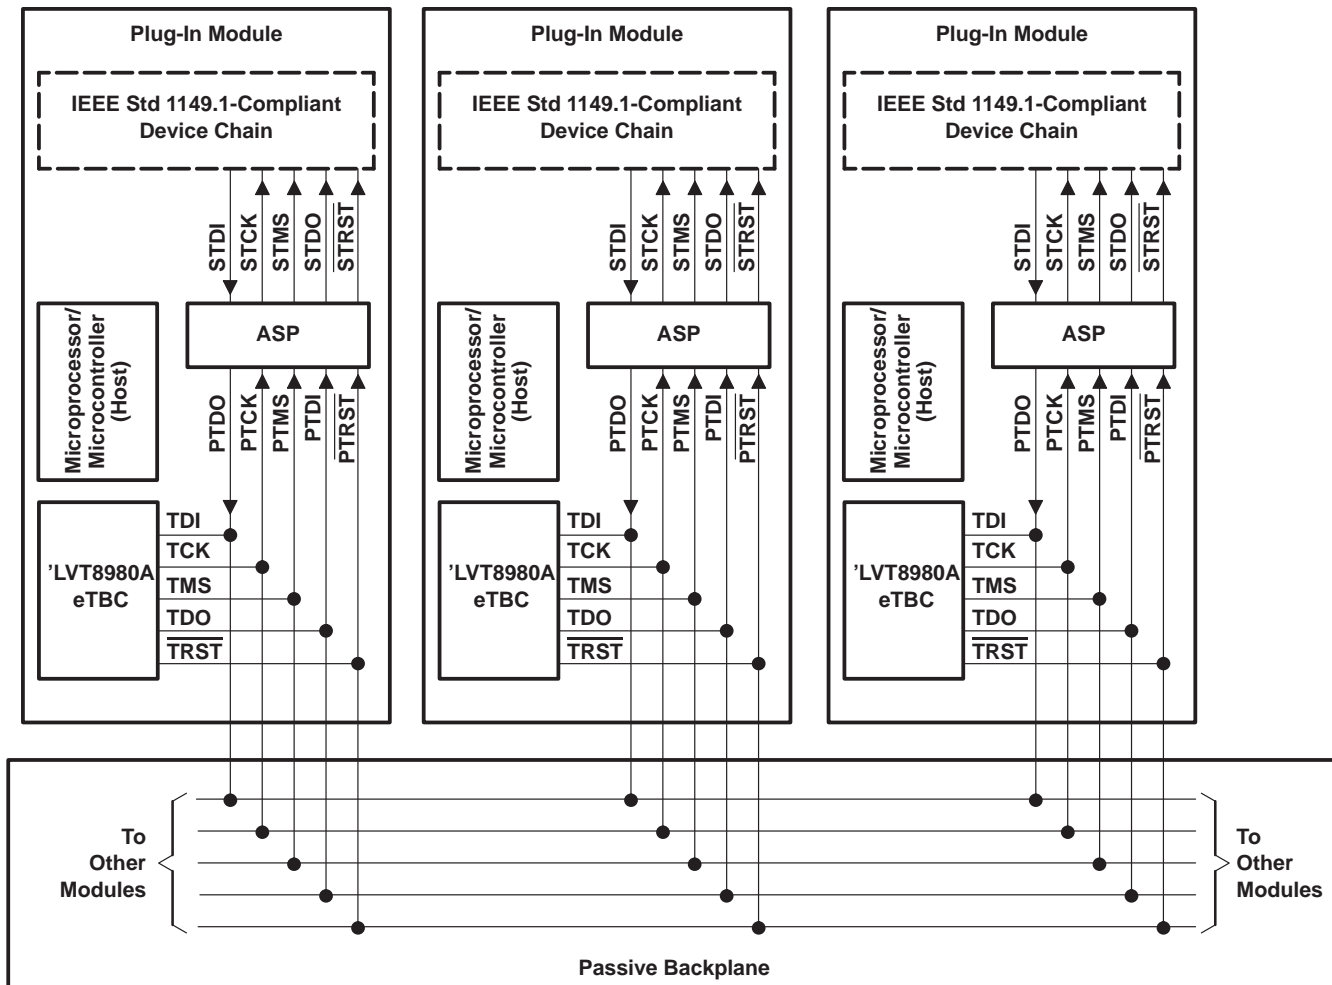 Plug-In Module
IEEE Std 1149.1-Compliant
Device Chain
STDI
STCK
STMS
STDO
STRST
Microprocessor/
Microcontroller
(Host)
ASP
PTDO
PTCK
PTMS
PTDI
PTRST
’LVT8980A
eTBC
TDI
TCK
TMS
TDO
TRST
Plug-In Module
IEEE Std 1149.1-Compliant
Device Chain
STDI
STCK
STMS
STDO
STRST
Microprocessor/
Microcontroller
(Host)
ASP
PTDO
PTCK
PTMS
PTDI
PTRST
’LVT8980A
eTBC
TDI
TCK
TMS
TDO
TRST
Plug-In Module
IEEE Std 1149.1-Compliant
Device Chain
STDI
STCK
STMS
STDO
STRST
Microprocessor/
Microcontroller
(Host)
ASP
PTDO
PTCK
PTMS
PTDI
PTRST
’LVT8980A
eTBC
TDI
TCK
TMS
TDO
TRST
To
Other
Modules
To
Other
Modules
Passive Backplane